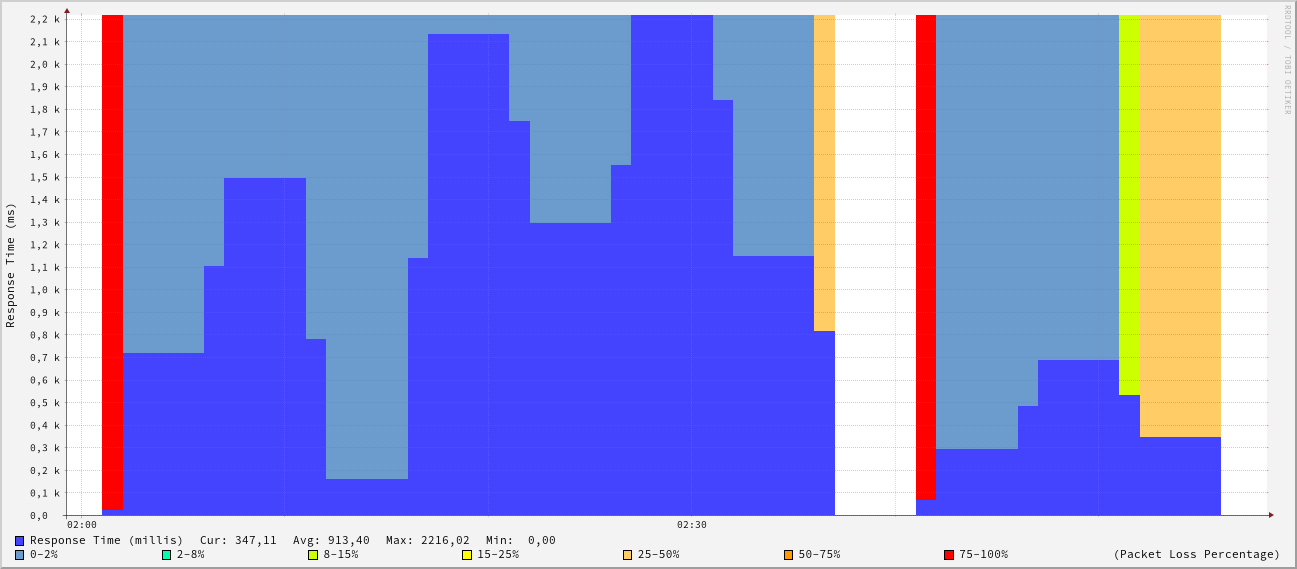 RRDTOOL / TOBI OETIKER
Response Time (ms)
2,2 k
2,1 k
2,0 k
1,9 k
1,8 k
1,7 k
1,6 k
1,5 k
1,4 k
1,3 k
1,2 k
1,1 k
1,0 k
0,9 k
0,8 k
0,7 k
0,6 k
0,5 k
0,4 k
0,3 k
0,2 k
0,1 k
0,0
02:00 02:30
Response Time (millis) Cur: 347,11 Avg: 913,40 Max: 2216,02 Min: 0,00
0-2% 2-8% 8-15% 15-25% 25-50% 50-75% 75-100% (Packet Loss Percentage)